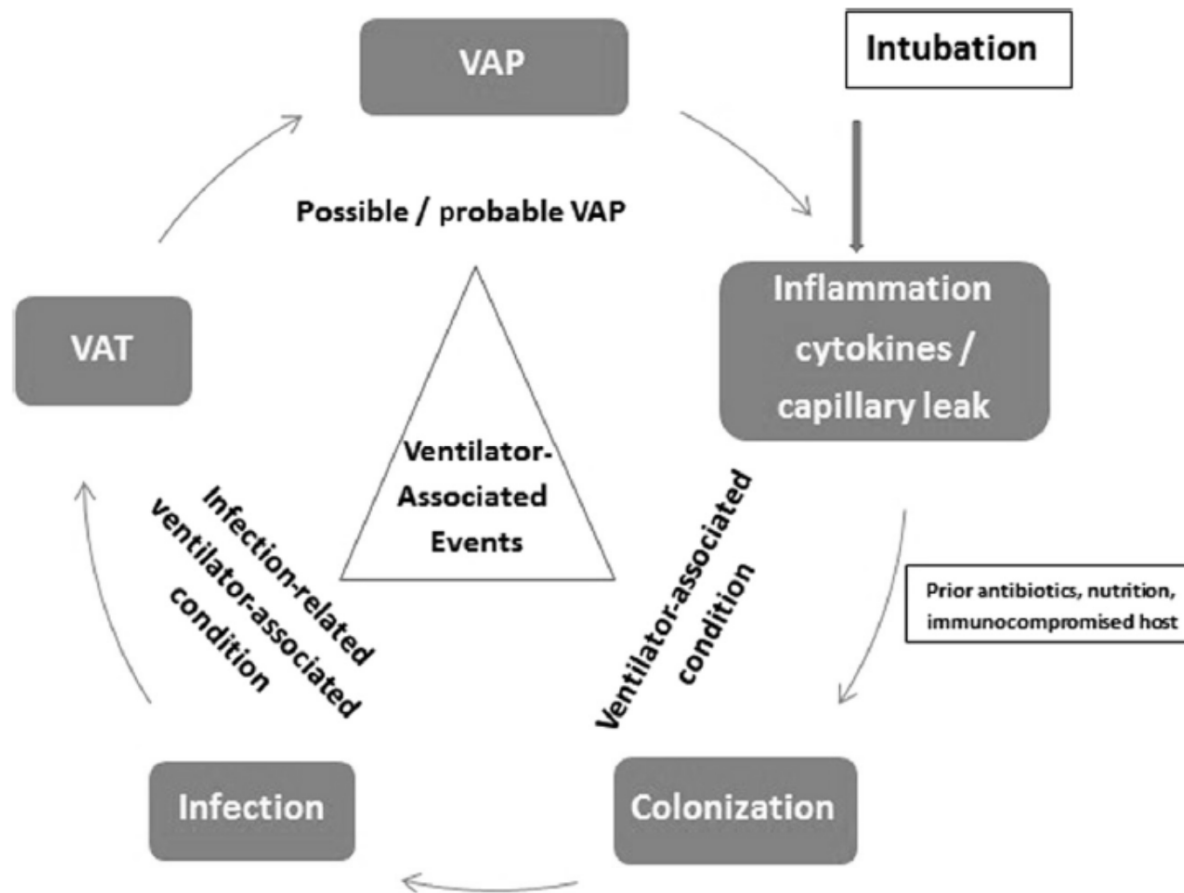 VAP
Intubation
Possible / probable VAP
Inflammation
cytokines /
capillary leak
VAT
Ventilator-
Associated
Events
Infection-related
ventilator-associated
condition
Ventilator-associated
condition
Prior antibiotics, nutrition,
immunocompromised host
Infection
Colonization